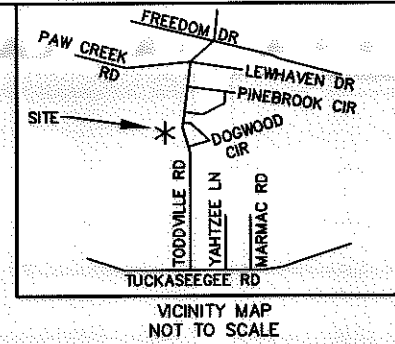 FREEDOM DR
PAW CREEK
RD
LEWHAVEN DR
PINEBROOK CIR
SITE
DOGWOOD
CIR
TODDVILLE RD
YAHTZEE LN
MARMAC RD
TUCKASEEGEE RD
VICINITY MAP
NOT TO SCALE